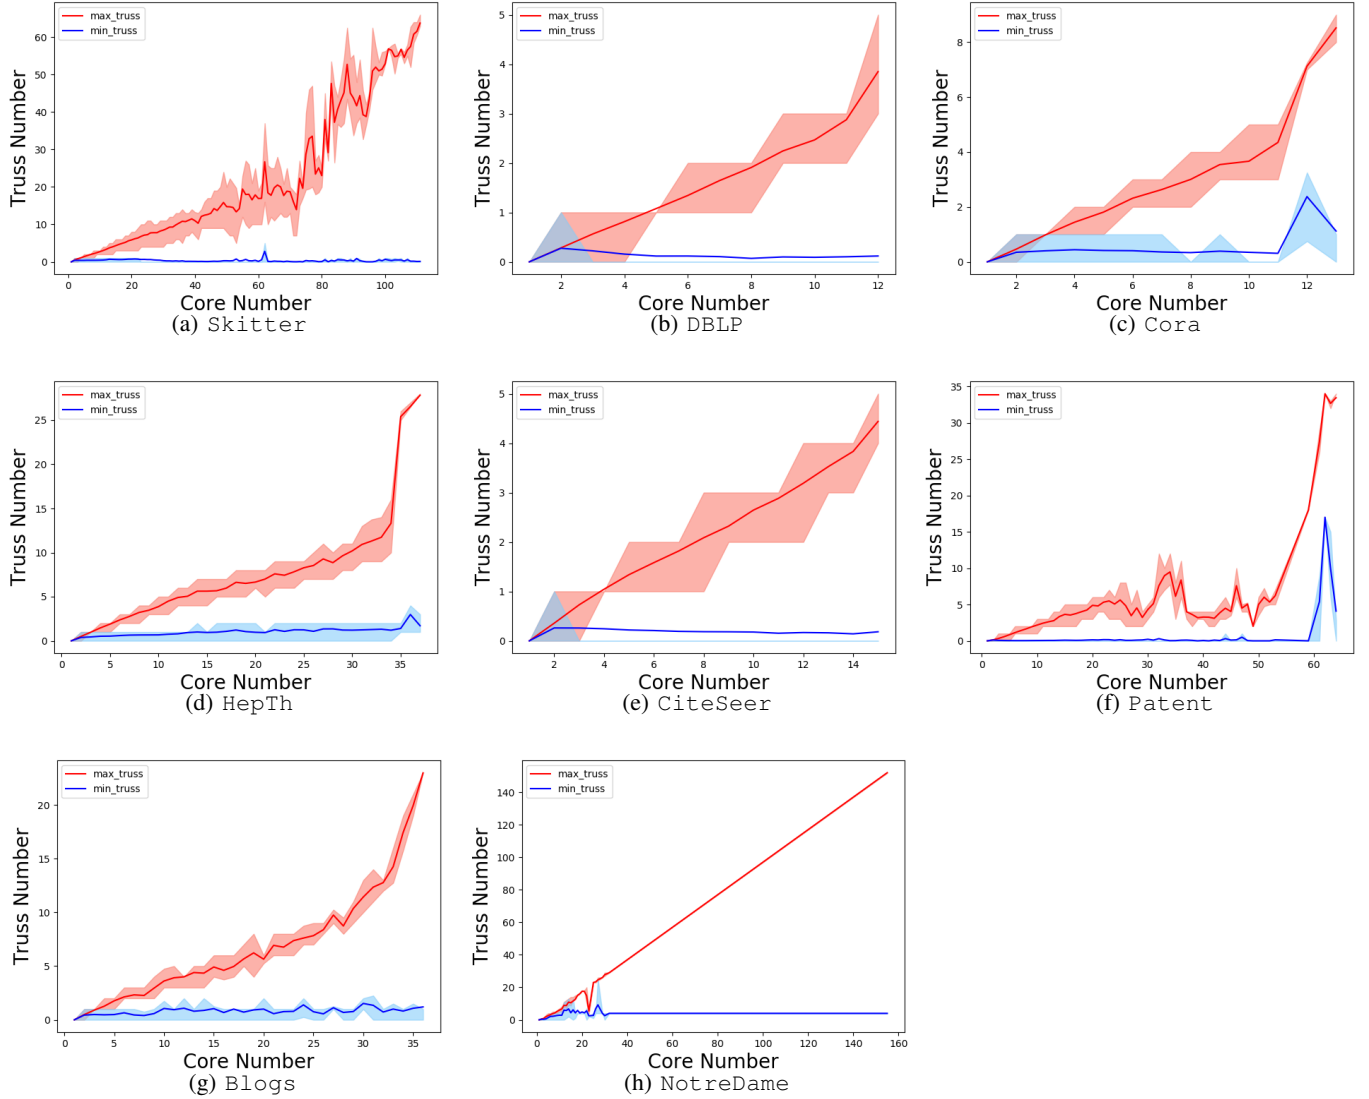 max_truss
min_truss
Truss Number
60
50
40
30
20
10
0
0
20
40
60
80
100
Core Number
(a) Skitter
max_truss
min_truss
Truss Number
5
4
3
2
1
0
2
4
6
8
10
12
Core Number
(b) DBLP
max_truss
min_truss
Truss Number
8
6
4
2
0
2
4
6
8
10
12
Core Number
(c) Cora
max_truss
min_truss
Truss Number
25
20
15
10
5
0
0
5
10
15
20
25
30
35
Core Number
(d) HepTh
max_truss
min_truss
Truss Number
5
4
3
2
1
0
2
4
6
8
10
12
14
Core Number
(e) CiteSeer
max_truss
min_truss
Truss Number
35
30
25
20
15
10
5
0
0
10
20
30
40
50
60
Core Number
(f) Patent
max_truss
min_truss
Truss Number
20
15
10
5
0
0
5
10
15
20
25
30
35
Core Number
(g) Blogs
max_truss
min_truss
Truss Number
140
120
100
80
60
40
20
0
0
20
40
60
80
100
120
140
160
Core Number
(h) NotreDame